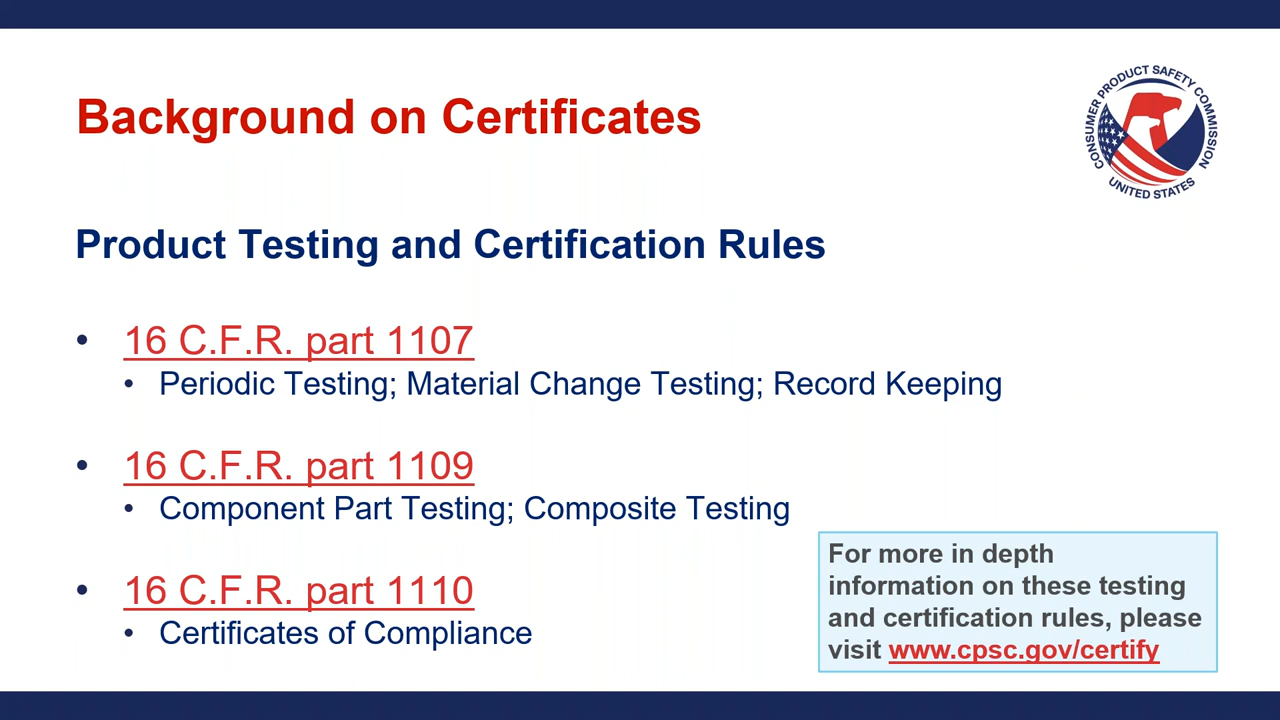 Background on Certificates
CONSUMER PRODUCT SAFETY COMMISSION
UNITED STATES
Product Testing and Certification Rules
• 16 C.F.R. part 1107
• Periodic Testing; Material Change Testing; Record Keeping
• 16 C.F.R. part 1109
• Component Part Testing; Composite Testing
• 16 C.F.R. part 1110
• Certificates of Compliance
For more in depth
information on these testing
and certification rules, please
visit www.cpsc.gov/certify